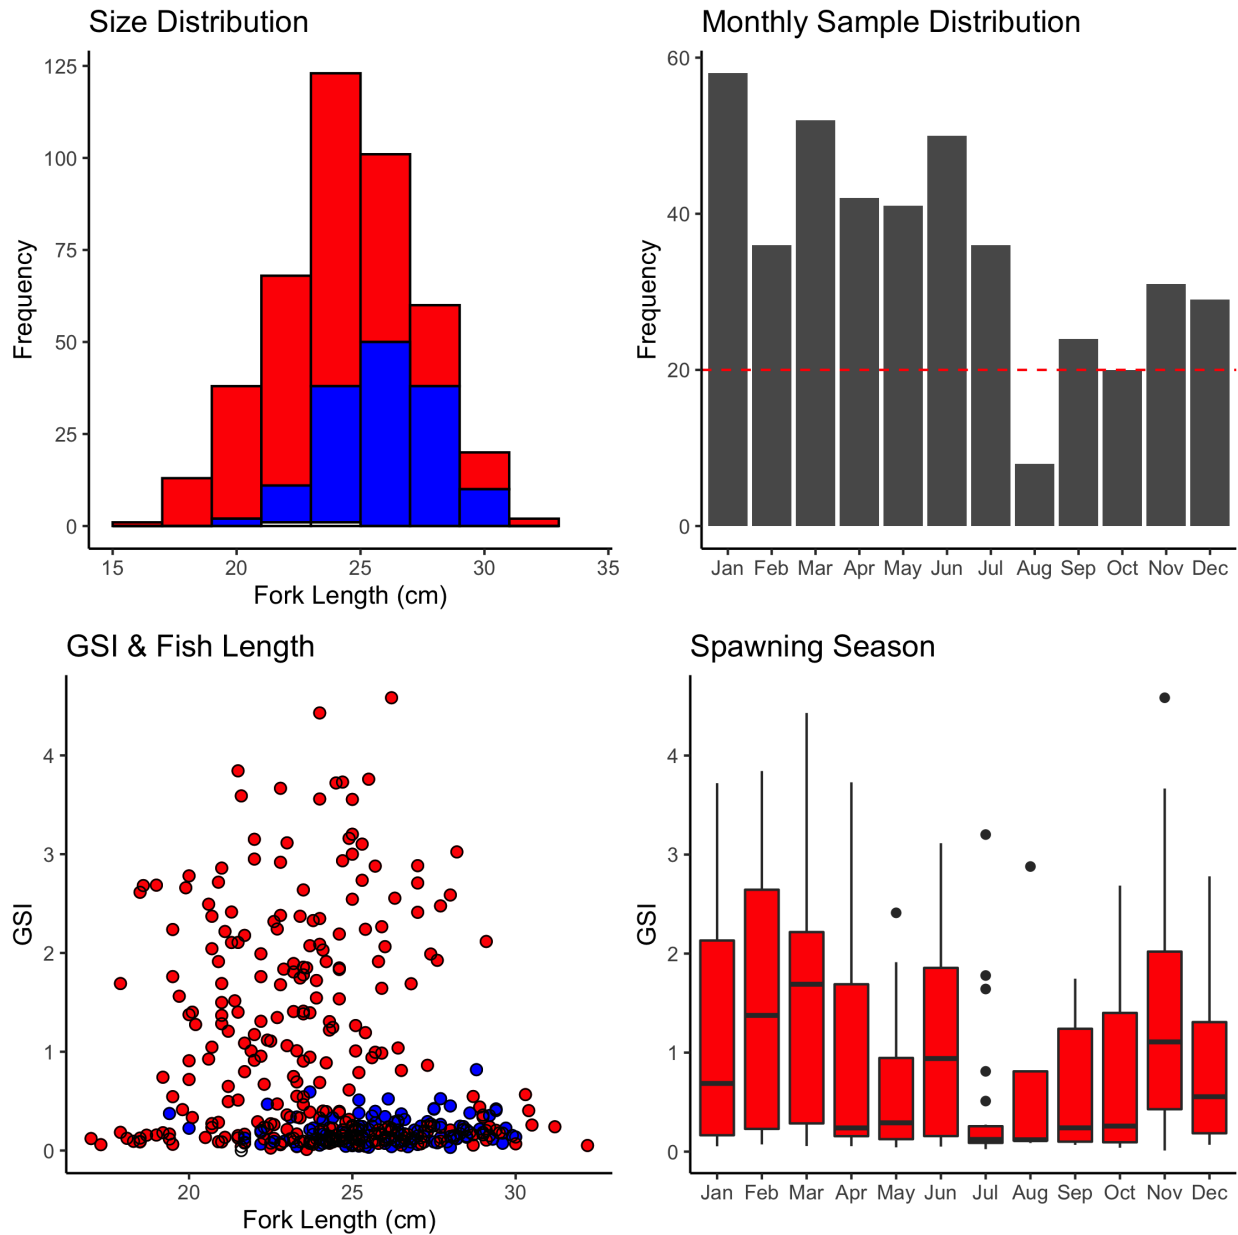 Size Distribution
Frequency
125
100
75
50
25
0
15 20 25 30 35
Fork Length (cm)
Monthly Sample Distribution
Frequency
60
40
20
0
Jan Feb Mar Apr May Jun Jul Aug Sep Oct Nov Dec
GSI & Fish Length
GSI
4
3
2
1
0
20 25 30
Fork Length (cm)
Spawning Season
GSI
4
3
2
1
0
Jan Feb Mar Apr May Jun Jul Aug Sep Oct Nov Dec